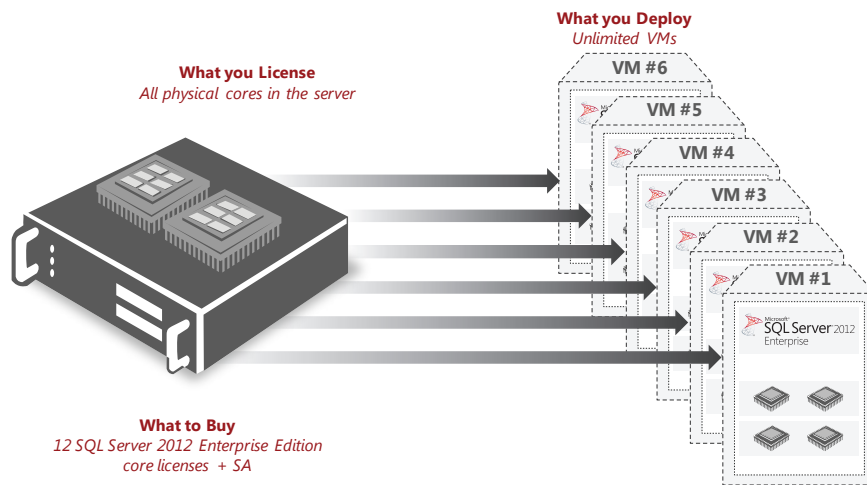 What you Deploy
Unlimited VMs
What you License
All physical cores in the server
VM #6
VM #5
VM #4
VM #3
VM #2
VM #1
Microsoft®
SQL Server 2012
Enterprise
What to Buy
12 SQL Server 2012 Enterprise Edition
core licenses + SA